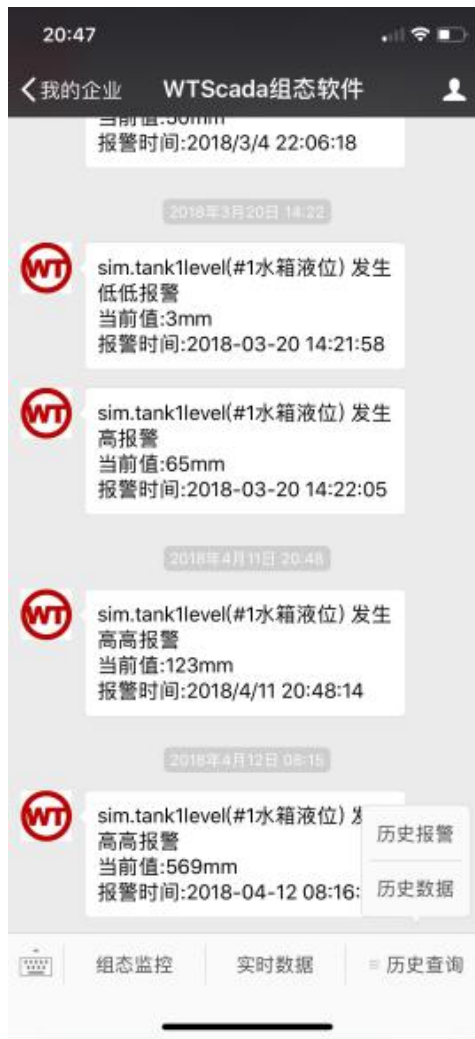 20:47
我的企业
WTScada组态软件
报警时间:2018/3/4 22:06:18
2018年3月20日 14:22
WT
sim.tank1level(#1水箱液位) 发生
低低报警
当前值:3mm
报警时间:2018-03-20 14:21:58
WT
sim.tank1level(#1水箱液位) 发生
高报警
当前值:65mm
报警时间:2018-03-20 14:22:05
2018年4月11日 20:48
WT
sim.tank1level(#1水箱液位) 发生
高高报警
当前值:123mm
报警时间:2018/4/11 20:48:14
2018年4月12日 08:15
WT
sim.tank1level(#1水箱液位) 发
高高报警
当前值:569mm
报警时间:2018-04-12 08:16:
历史报警
历史数据
组态监控
实时数据
历史查询